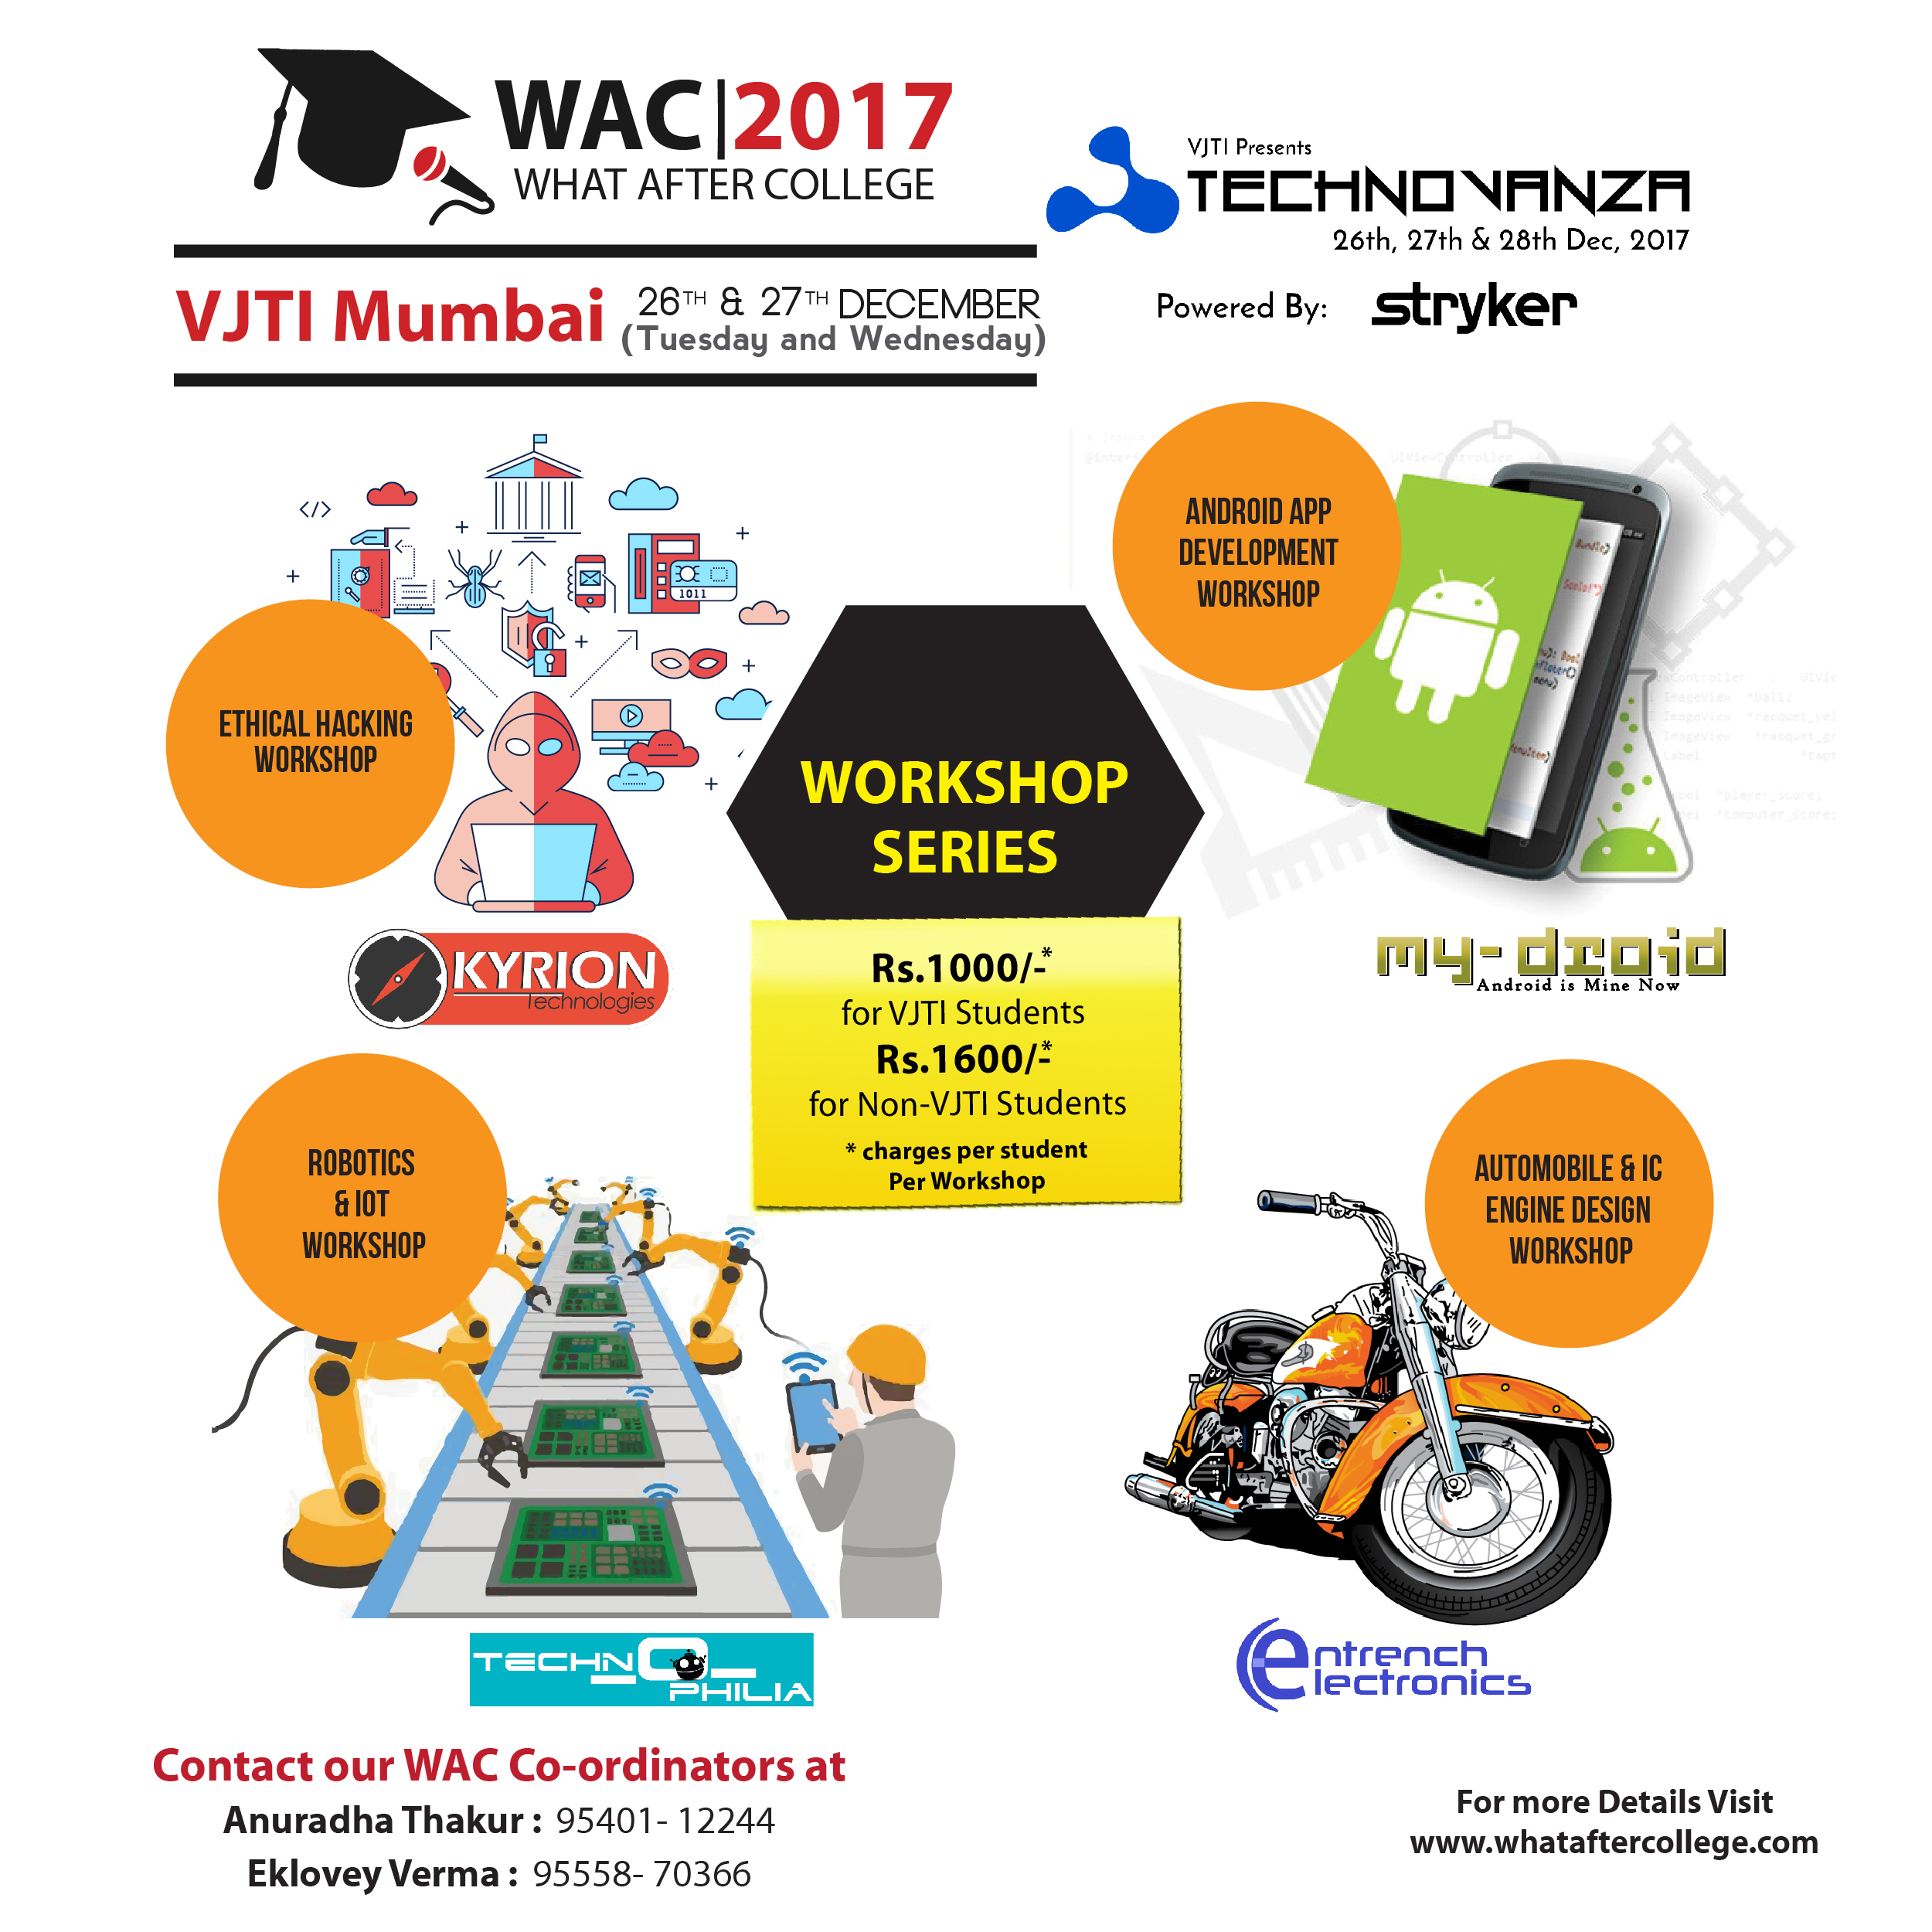 WAC|2017
WHAT AFTER COLLEGE
VJTI Presents
TECHNOVANZA
26th, 27th & 28th Dec, 2017
Powered By: stryker
VJTI Mumbai
26TH & 27TH DECEMBER
(Tuesday and Wednesday)
ANDROID APP
DEVELOPMENT
WORKSHOP
</>
1011
ETHICAL HACKING
WORKSHOP
WORKSHOP
SERIES
KYRION
Technologies
my-droid
Android is Mine Now
Rs.1000/-*
for VJTI Students
Rs.1600/-*
for Non-VJTI Students
* charges per student
Per Workshop
ROBOTICS
& IOT
WORKSHOP
AUTOMOBILE & IC
ENGINE DESIGN
WORKSHOP
TECHNO
PHILIA
entrench
electronics
Contact our WAC Co-ordinators at
Anuradha Thakur : 95401- 12244
Eklovey Verma : 95558- 70366
For more Details Visit
www.whataftercollege.com